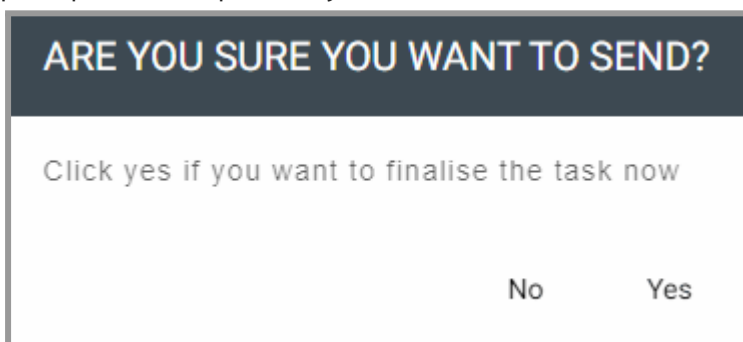 ARE YOU SURE YOU WANT TO SEND?
Click yes if you want to finalise the task now
No Yes